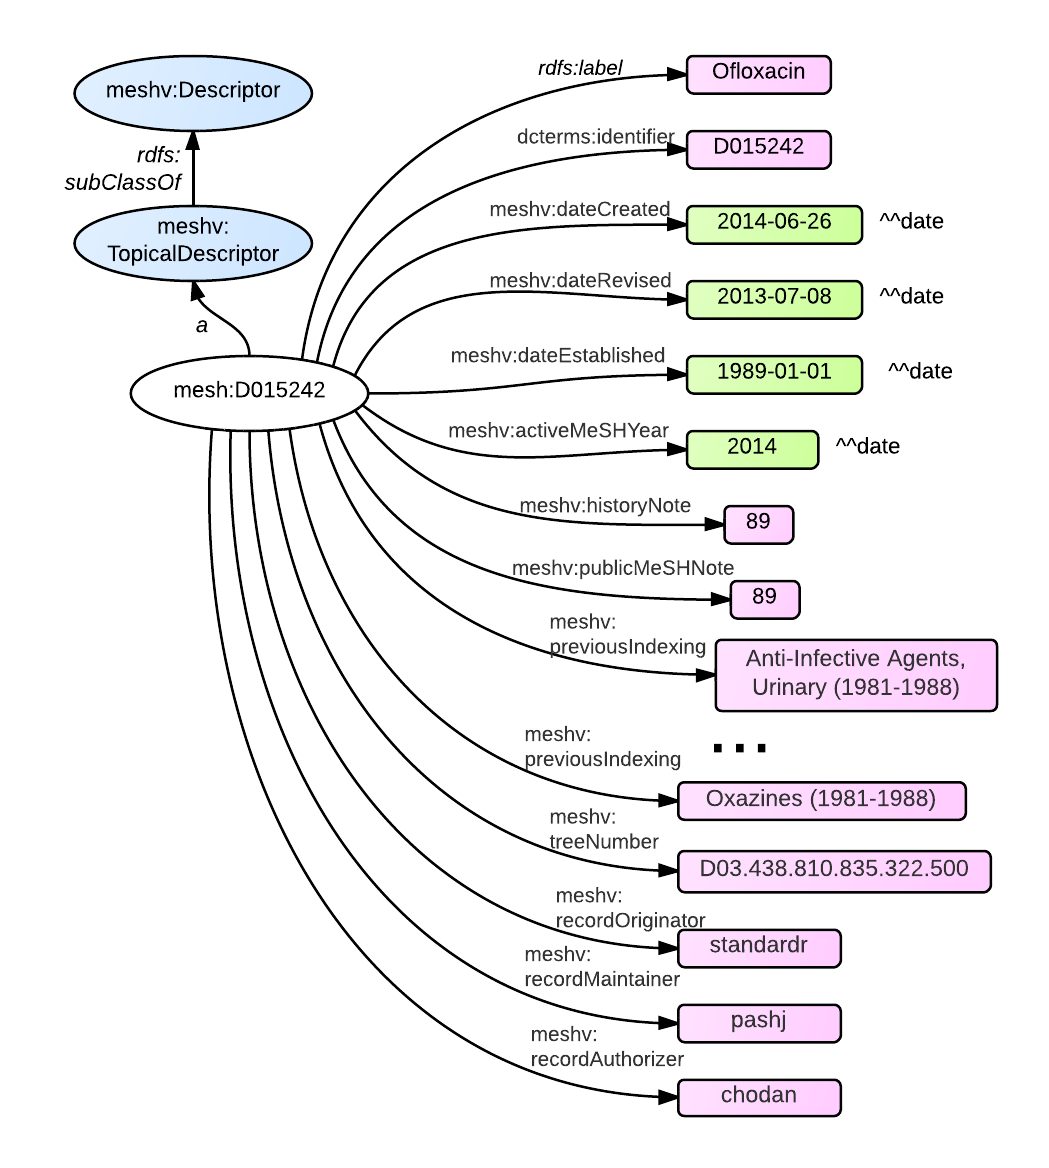 meshv:Descriptor
rdfs:
subClassOf
meshv:
TopicalDescriptor
a
mesh:D015242
rdfs:label
Ofloxacin
dcterms:identifier
D015242
meshv:dateCreated
2014-06-26 ^^date
meshv:dateRevised
2013-07-08 ^^date
meshv:dateEstablished
1989-01-01 ^^date
meshv:activeMeSHYear
2014 ^^date
meshv:historyNote
89
meshv:publicMeSHNote
89
meshv:
previousIndexing
Anti-Infective Agents,
Urinary (1981-1988)
...
meshv:
previousIndexing
Oxazines (1981-1988)
meshv:
treeNumber
D03.438.810.835.322.500
meshv:
recordOriginator
standardr
meshv:
recordMaintainer
pashj
meshv:
recordAuthorizer
chodan